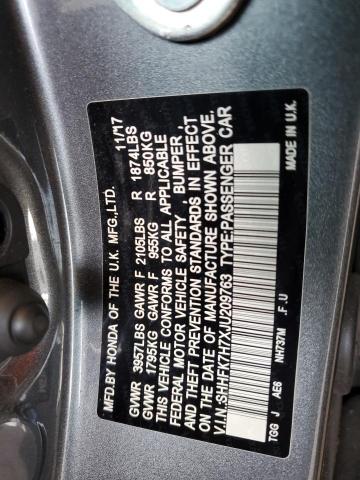 MFD.BY HONDA OF THE U.K. MFG.,LTD. 11/17
GVWR 3957LBS GAWR F 2105LBS R 1874LBS
GVWR 1795KG GAWR F 955KG R 850KG
THIS VEHICLE CONFORMS TO ALL APPLICABLE
FEDERAL MOTOR VEHICLE SAFETY , BUMPER ,
AND THEFT PREVENTION STANDARDS IN EFFECT
ON THE DATE OF MANUFACTURE SHOWN ABOVE.
V.I.N.SHHFK7H7XJU209763 TYPE:PASSENGER CAR
TGG J AE6 NH737M .F .U MADE IN U.K.